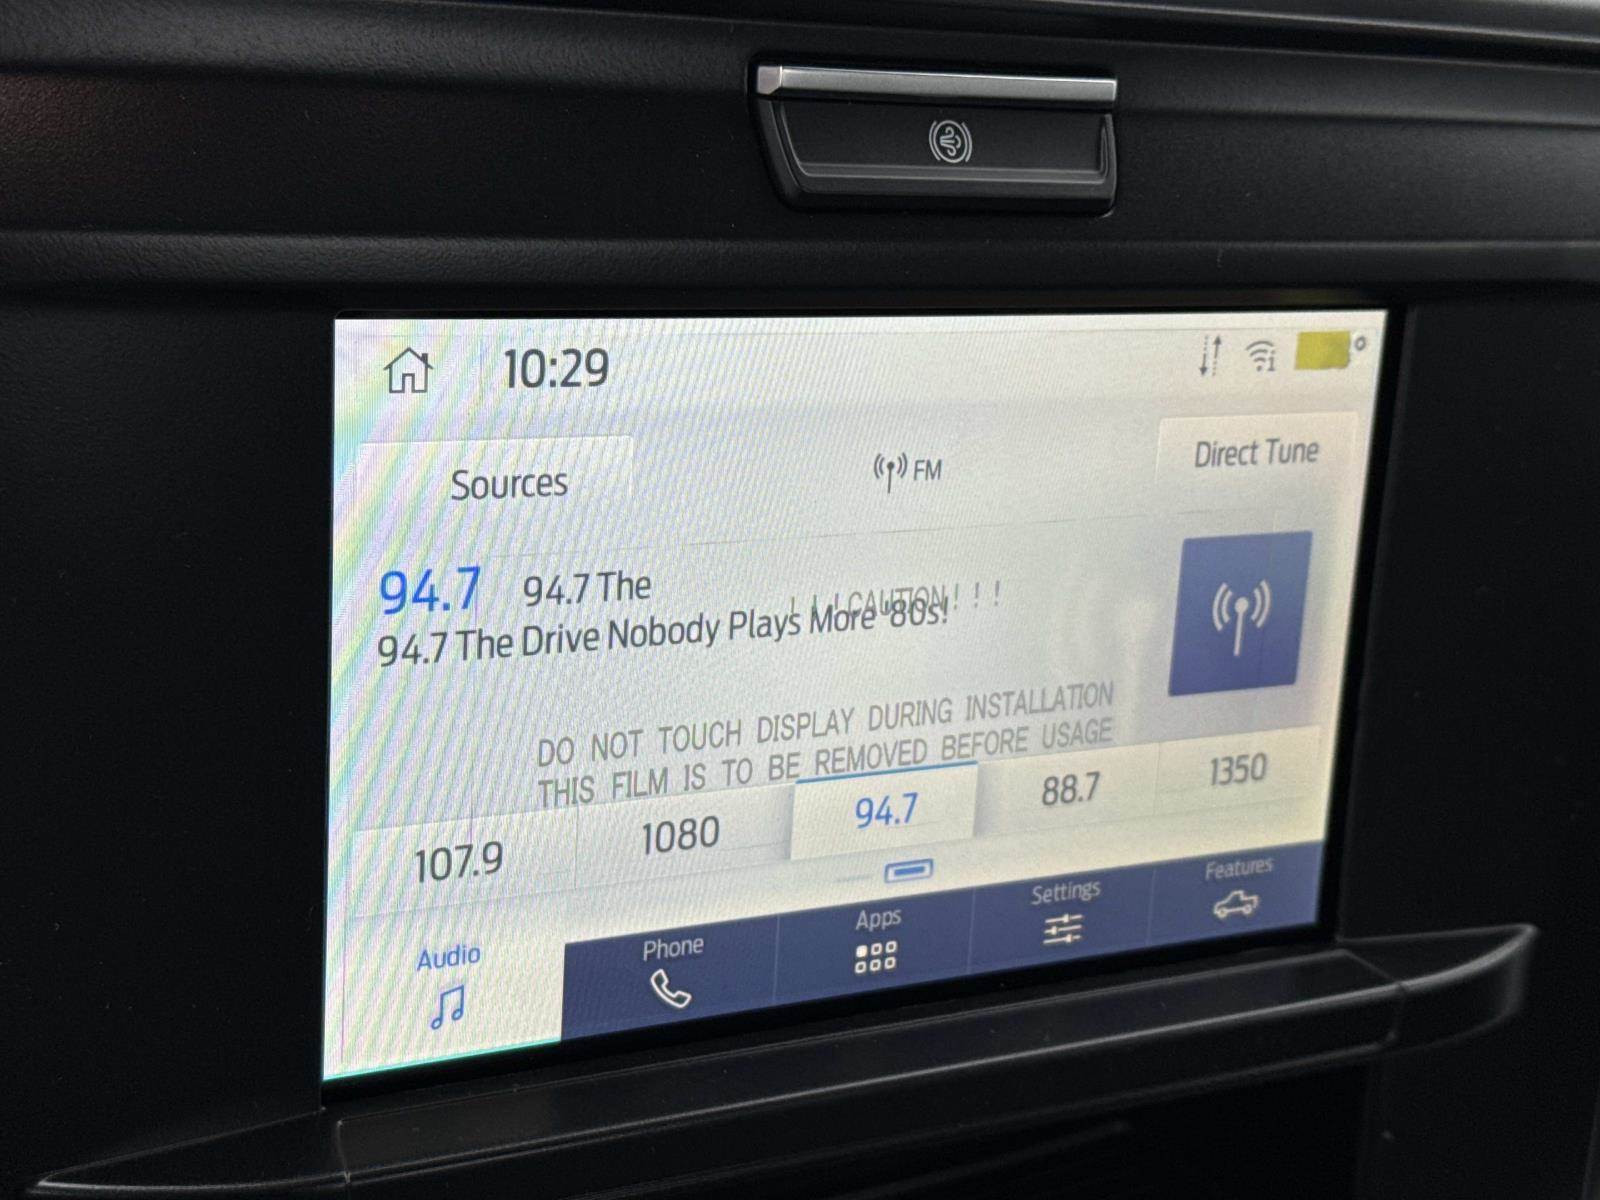 10:29
Sources
FM
Direct Tune
94.7 94.7 The
! ! ! CAUTION ! ! !
94.7 The Drive Nobody Plays More '80s!
DO NOT TOUCH DISPLAY DURING INSTALLATION
THIS FILM IS TO BE REMOVED BEFORE USAGE
107.9 1080 94.7 88.7 1350
Audio Phone Apps Settings Features